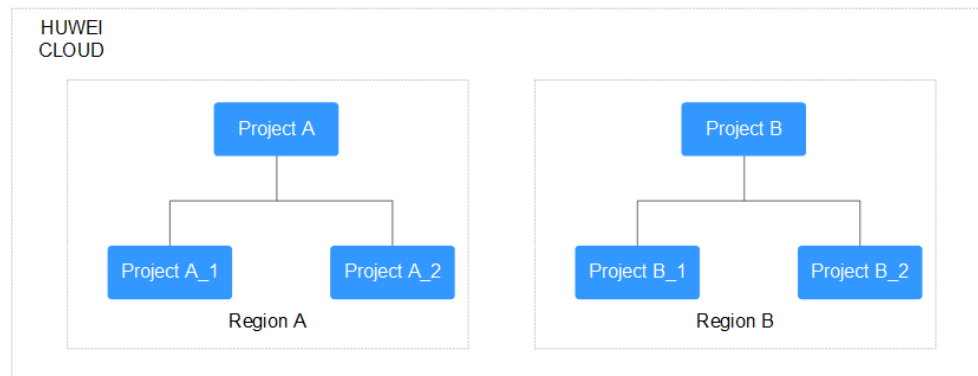 HUWEI
CLOUD
Project A
Project B
Project A_1
Project A_2
Project B_1
Project B_2
Region A
Region B